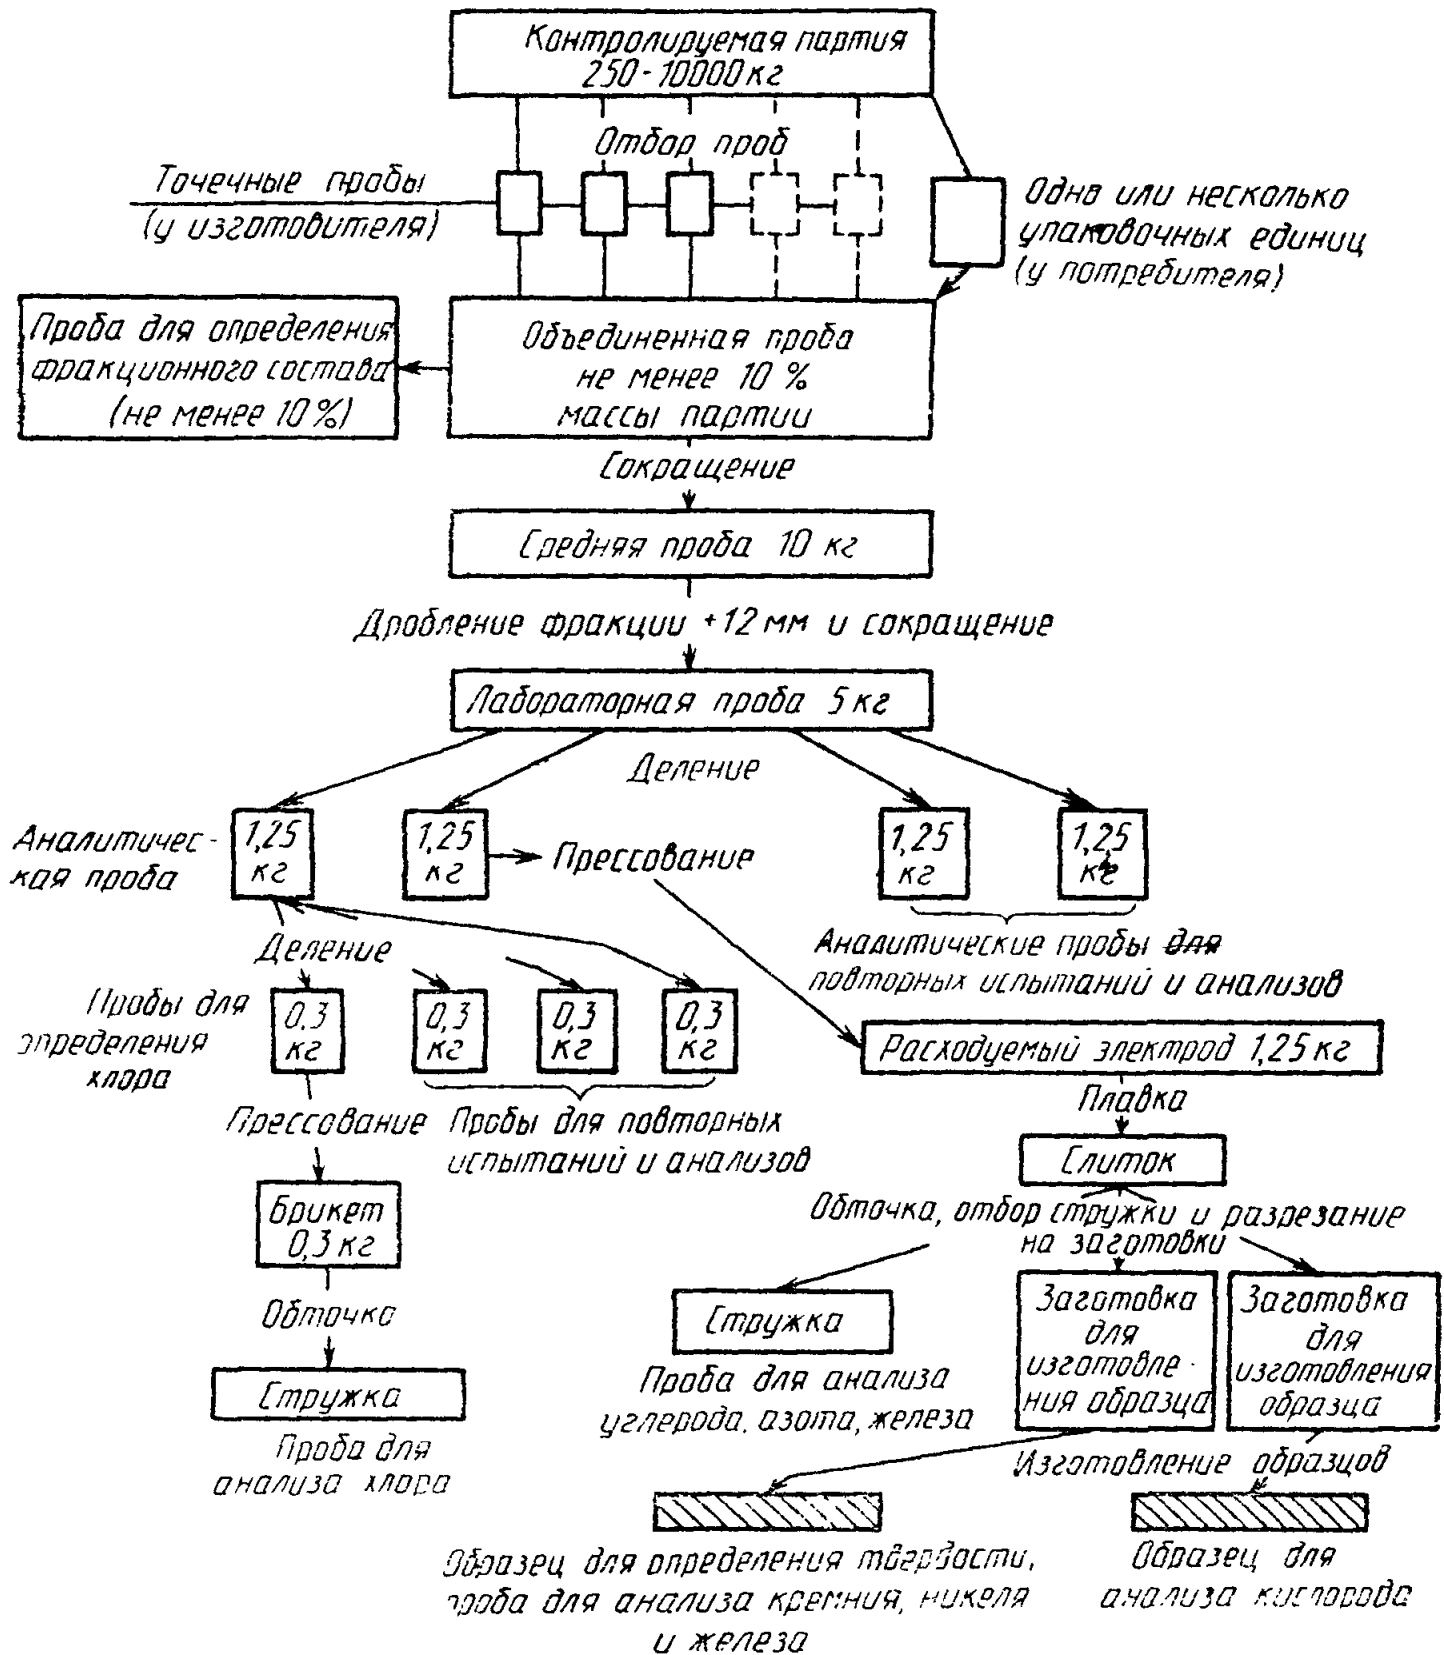 Контролируемая партия
250-10000 кг
Отбор проб
Точечные пробы
(у изготовителя)
Одна или несколько
упаковочных единиц
(у потребителя)
Проба для определения
фракционного состава
(не менее 10%)
Объединенная проба
не менее 10 %
массы партии
Сокращение
Средняя проба 10 кг
Дробление фракции +12 мм и сокращение
Лабораторная проба 5 кг
Деление
Аналитичес-
кая проба
1,25
кг
1,25
кг
Прессование
1,25
кг
1,25
кг
Аналитические пробы для
повторных испытаний и анализов
Деление
Пробы для
определения
хлора
0,3
кг
0,3
кг
0,3
кг
0,3
кг
Расходуемый электрод 1,25 кг
Прессование
Пробы для повторных
испытаний и анализов
Плавка
Слиток
Брикет
0,3 кг
Обточка, отбор стружки и разрезание
на заготовки
Обточка
Стружка
Проба для
анализа хлора
Стружка
Проба для анализа
углерода, азота, железа
Заготовка
для
изготовле-
ния образца
Заготовка
для
изготовления
образца
Изготовление образцов
Образец для определения твердости,
проба для анализа кремния, никеля
и железа
Образец для
анализа кислорода